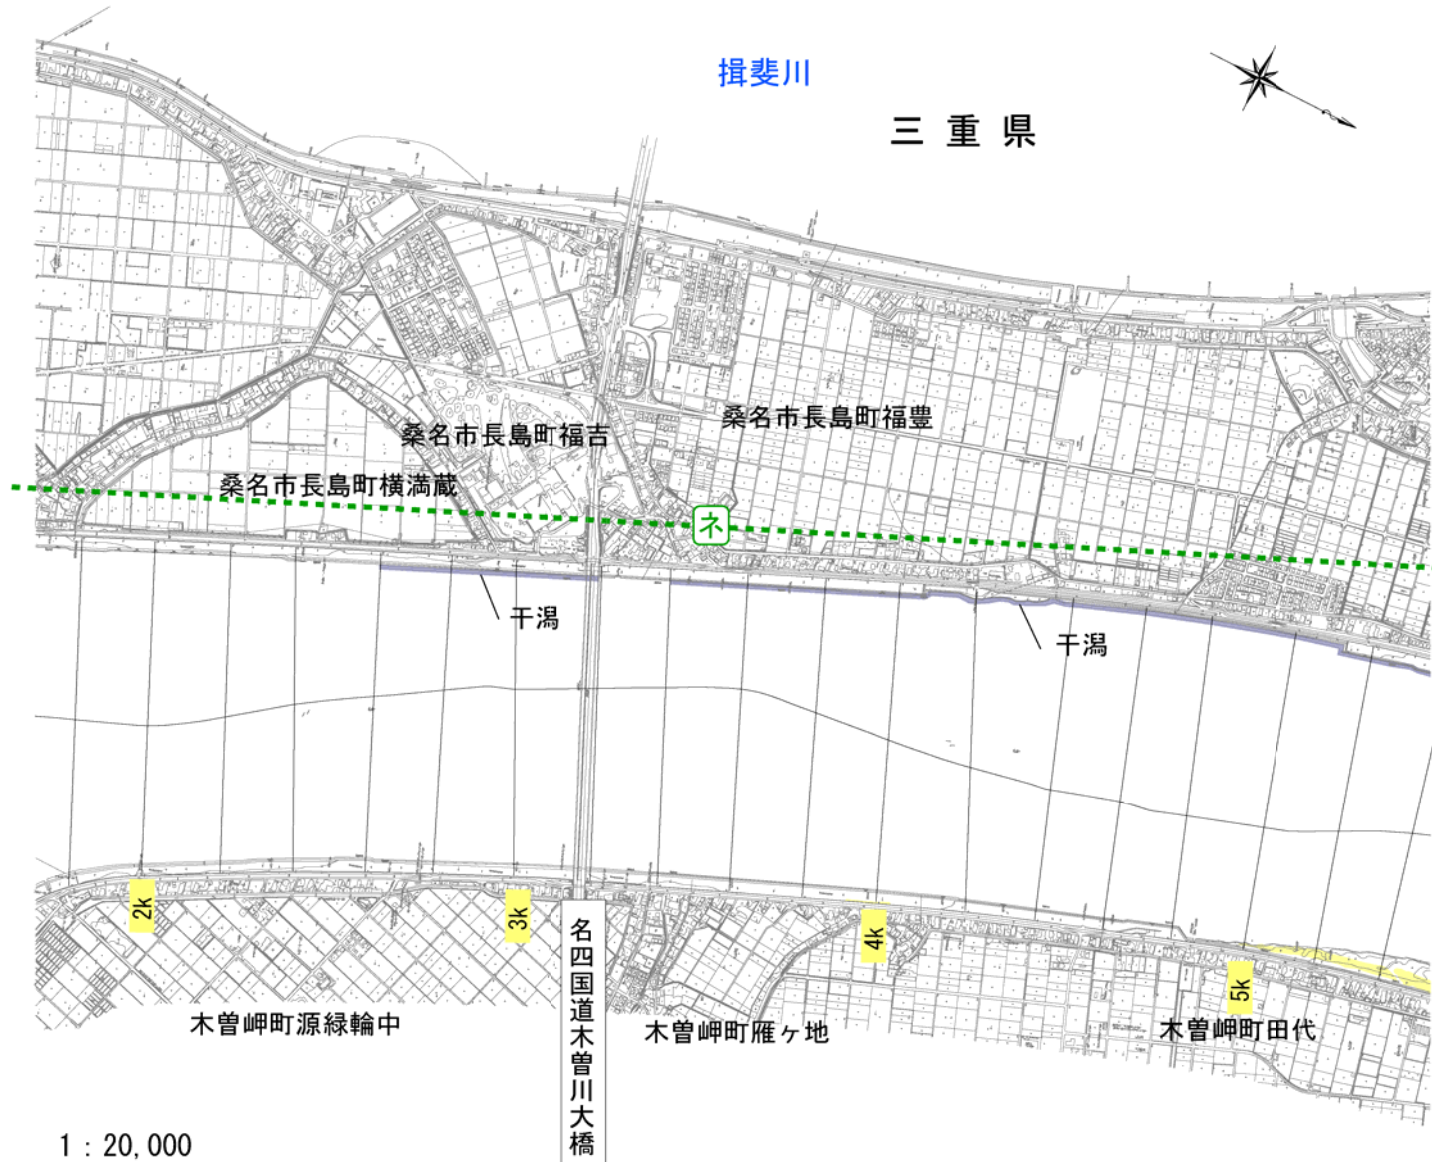 揖斐川
三重県
桑名市長島町福豊
桑名市長島町福吉
桑名市長島町横満蔵
ネ
干潟
干潟
2k
3k
4k
5k
名四国道木曽川大橋
木曽岬町源緑輪中
木曽岬町雁ヶ地
木曽岬町田代
1:20,000